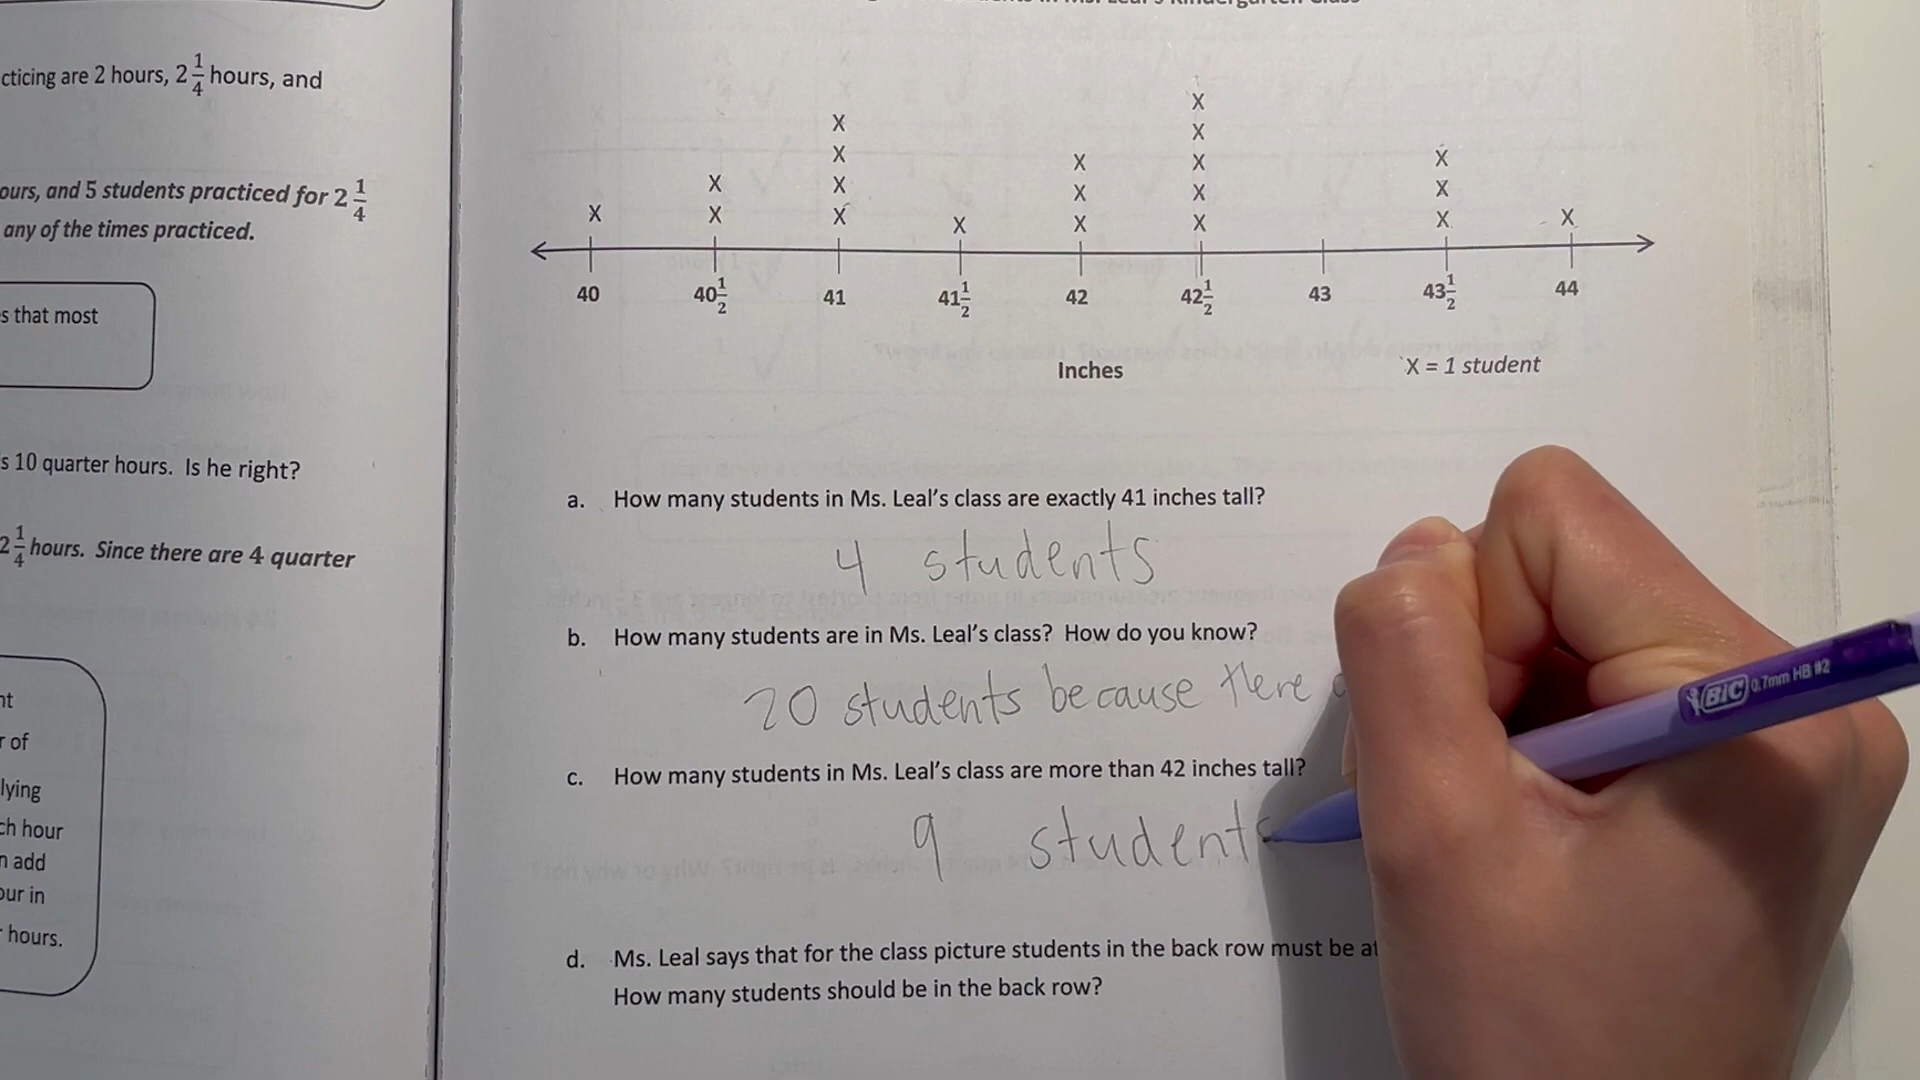 cticing are 2 hours, 2 1/4 hours, and
ours, and 5 students practiced for 2 1/4
any of the times practiced.
s that most
s 10 quarter hours. Is he right?
2 1/4 hours. Since there are 4 quarter
nt
r of
lying
ch hour
n add
our in
hours.
X X X X X X X X X X X X X X X X X X X X
40 40 1/2 41 41 1/2 42 42 1/2 43 43 1/2 44
Inches
X = 1 student
a. How many students in Ms. Leal's class are exactly 41 inches tall?
4 students
b. How many students are in Ms. Leal's class? How do you know?
20 students because there
c. How many students in Ms. Leal's class are more than 42 inches tall?
9 students
d. Ms. Leal says that for the class picture students in the back row must be at
How many students should be in the back row?
BIC 0.7mm HB #2